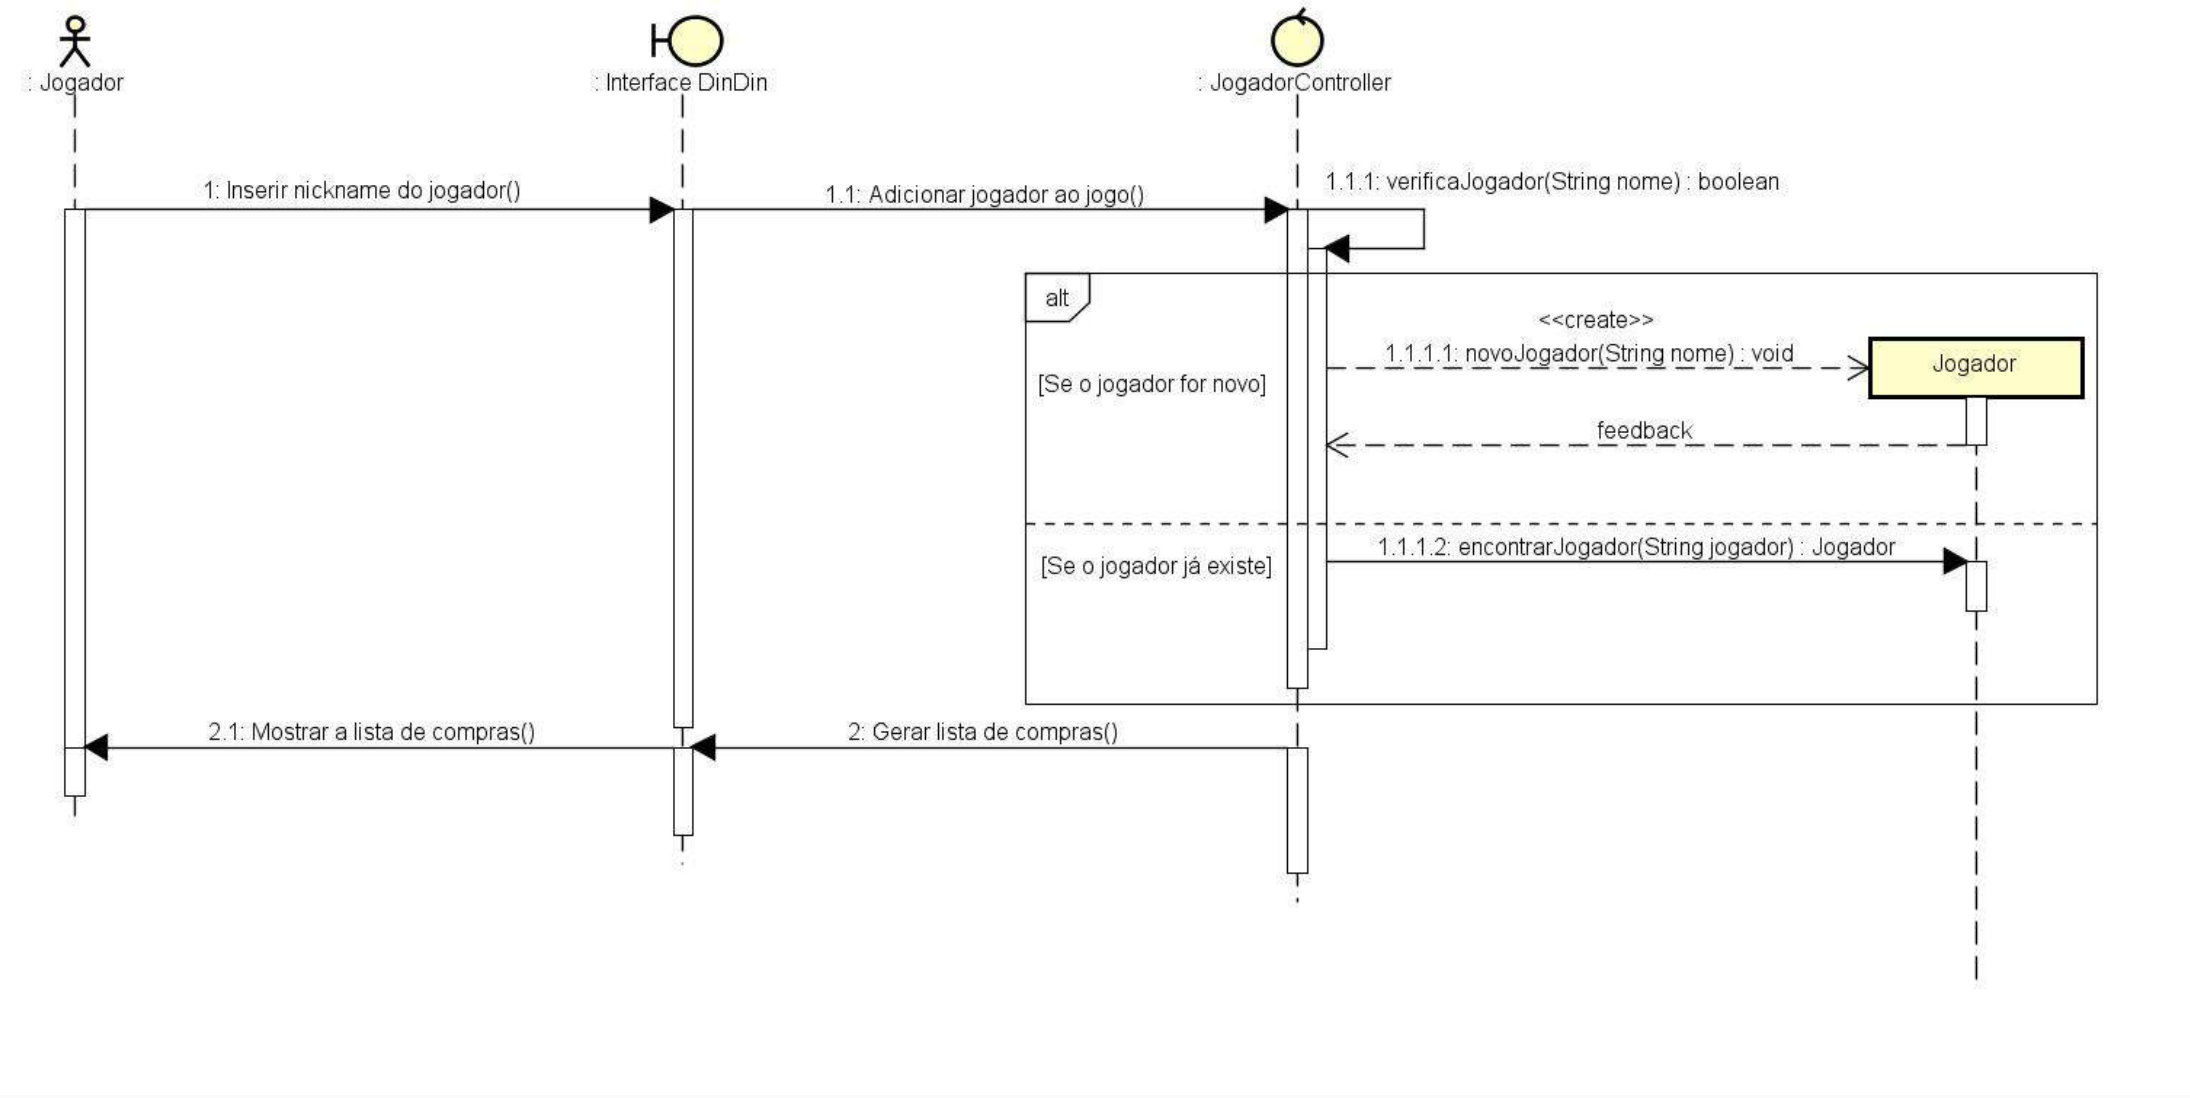 : Jogador
: Interface DinDin
: JogadorController
1: Inserir nickname do jogador()
1.1: Adicionar jogador ao jogo()
1.1.1: verificaJogador(String nome) : boolean
alt
<<create>>
1.1.1.1: novoJogador(String nome) : void
Jogador
[Se o jogador for novo]
feedback
1.1.1.2: encontrarJogador(String jogador) : Jogador
[Se o jogador já existe]
2.1: Mostrar a lista de compras()
2: Gerar lista de compras()